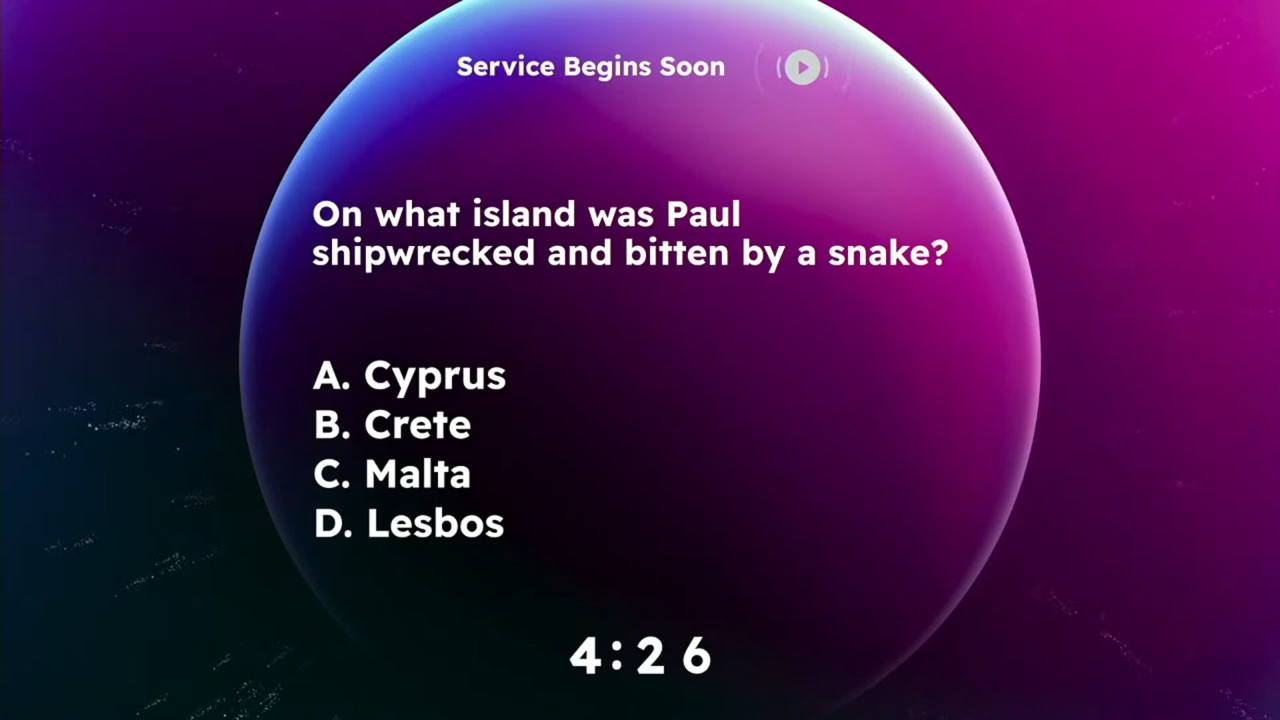 Service Begins Soon
On what island was Paul
shipwrecked and bitten by a snake?
A. Cyprus
B. Crete
C. Malta
D. Lesbos
4:26